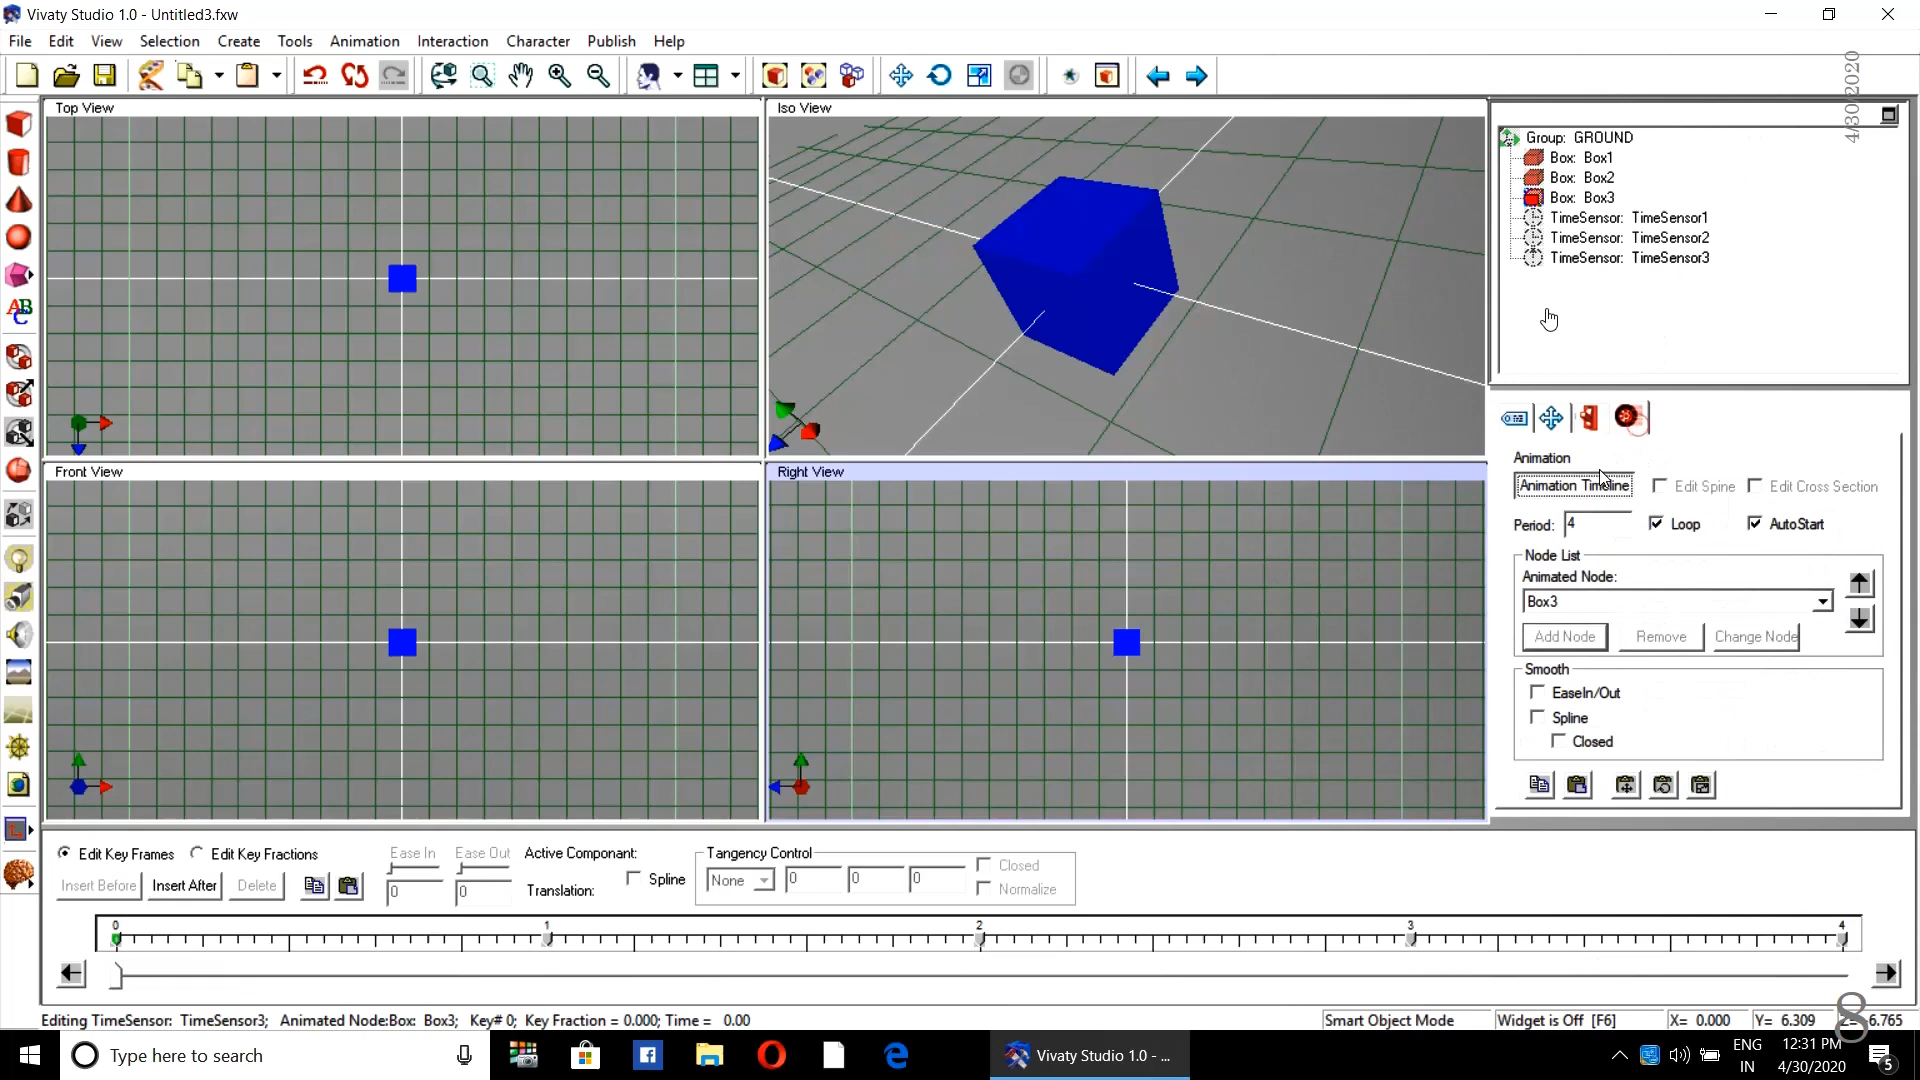 Vivaty Studio 1.0 - Untitled3.fxw
File Edit View Selection Create Tools Animation Interaction Character Publish Help
4/30/2020
Top View
Iso View
Group: GROUND
Box: Box1
Box: Box2
Box: Box3
TimeSensor: TimeSensor1
TimeSensor: TimeSensor2
TimeSensor: TimeSensor3
ABC
Front View
Right View
Animation
Animation Timeline Edit Spine Edit Cross Section
Period: 4 Loop AutoStart
Node List
Animated Node:
Box3
Add Node Remove Change Node
Smooth
EaseIn/Out
Spline
Closed
Edit Key Frames Edit Key Fractions Ease In Ease Out Active Component: Tangency Control
Insert Before Insert After Delete 0 0 Translation: Spline None 0 0 0 Closed
Normalize
0 1 2 3 4
Editing TimeSensor: TimeSensor3; Animated Node:Box: Box3; Key# 0; Key Fraction = 0.000; Time = 0.00 Smart Object Mode Widget is Off [F6] X= 0.000 Y= 6.309 6.765
8
Type here to search
Vivaty Studio 1.0 - ...
ENG
IN
12:31 PM
4/30/2020
5